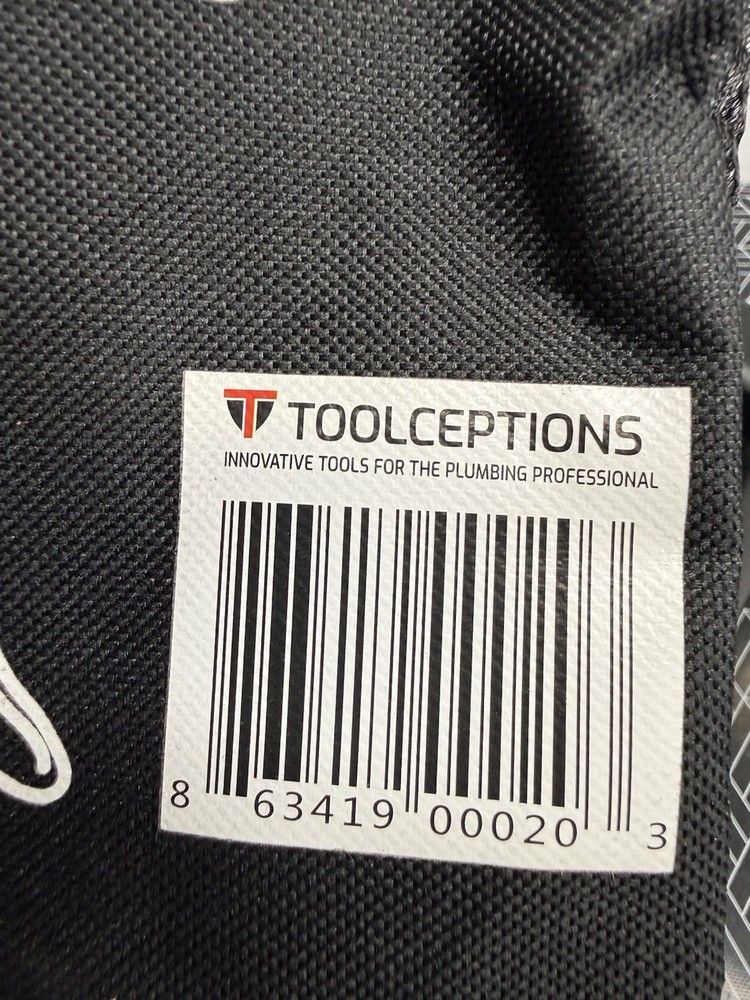 TOOLCEPTIONS
INNOVATIVE TOOLS FOR THE PLUMBING PROFESSIONAL
8 63419 00020 3